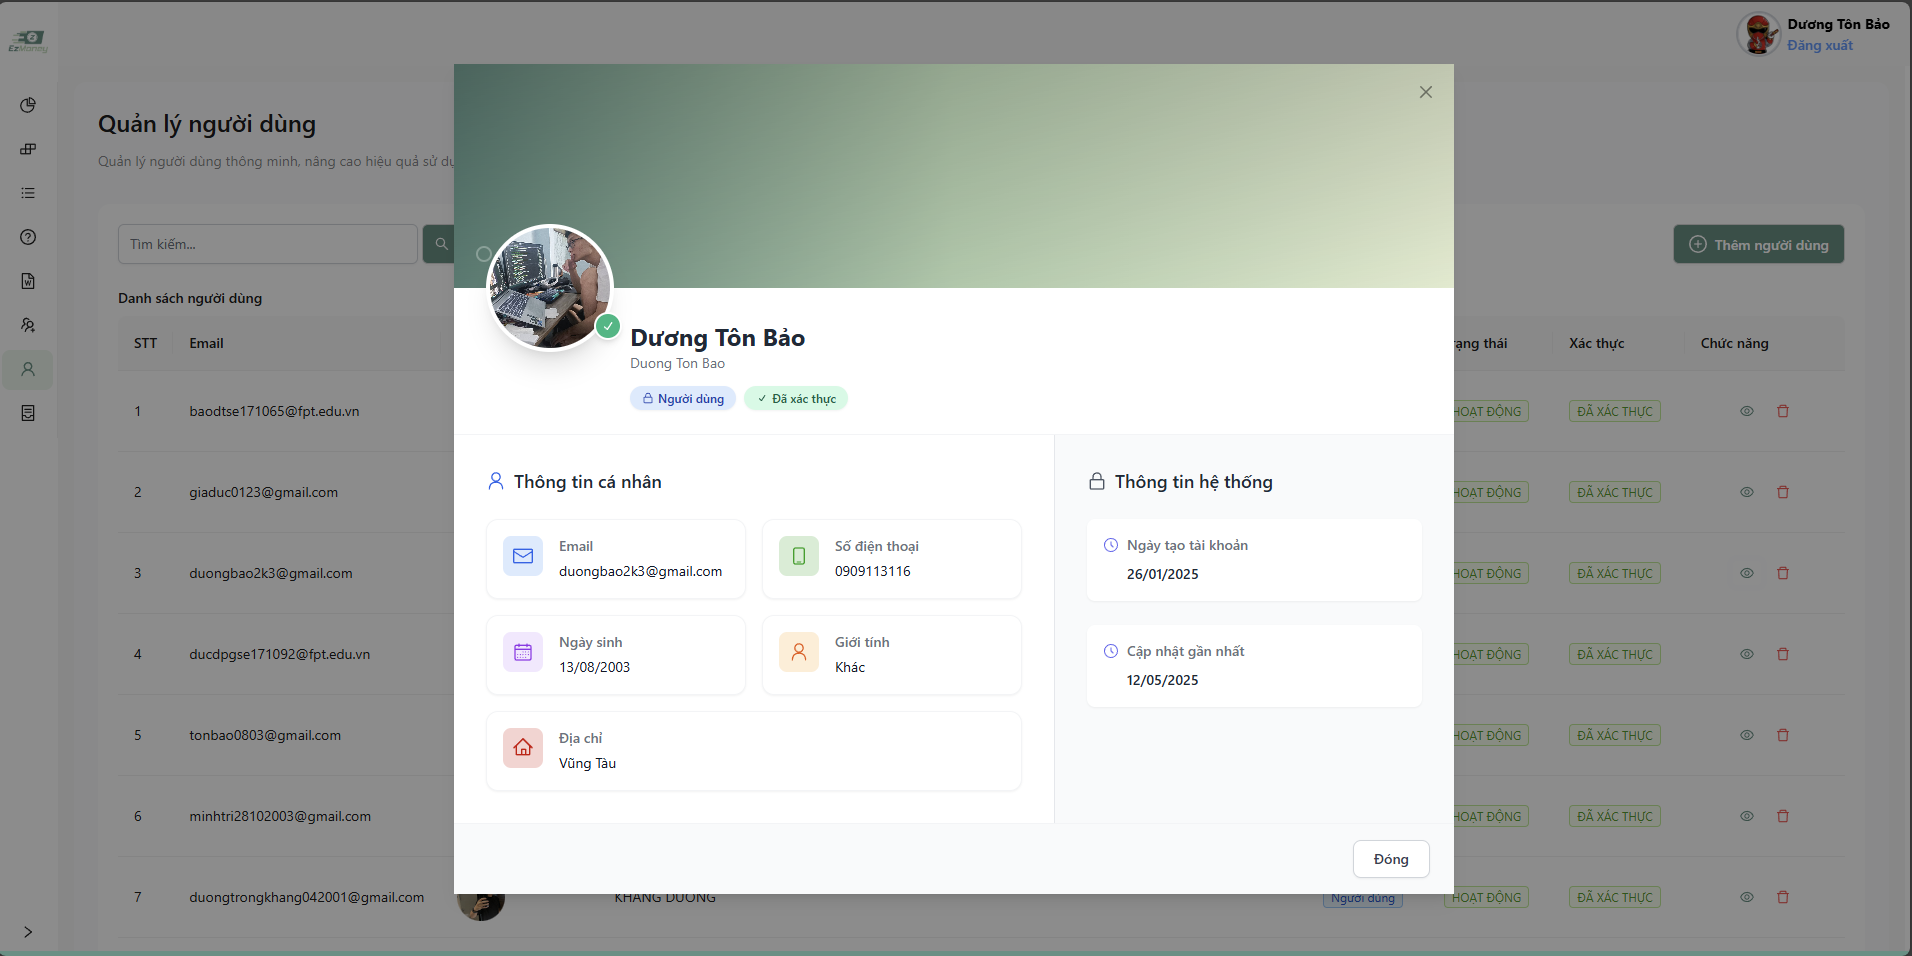 EzMoney
Dương Tôn Bảo
Đăng xuất
Quản lý người dùng
Quản lý người dùng thông minh, nâng cao hiệu quả sử
Tìm kiếm...
Thêm người dùng
Danh sách người dùng
STT Email Xác thực Chức năng
1 baodtse171065@fpt.edu.vn HOẠT ĐỘNG ĐÃ XÁC THỰC
2 giaduc0123@gmail.com HOẠT ĐỘNG ĐÃ XÁC THỰC
3 duongbao2k3@gmail.com HOẠT ĐỘNG ĐÃ XÁC THỰC
4 ducdpgse171092@fpt.edu.vn HOẠT ĐỘNG ĐÃ XÁC THỰC
5 tonbao0803@gmail.com HOẠT ĐỘNG ĐÃ XÁC THỰC
6 minhtri28102003@gmail.com HOẠT ĐỘNG ĐÃ XÁC THỰC
7 duongtrongkhang042001@gmail.com KHANG DUONG Người dùng HOẠT ĐỘNG ĐÃ XÁC THỰC
Dương Tôn Bảo
Duong Ton Bao
Người dùng Đã xác thực
Thông tin cá nhân
Email
duongbao2k3@gmail.com
Số điện thoại
0909113116
Ngày sinh
13/08/2003
Giới tính
Khác
Địa chỉ
Vũng Tàu
Thông tin hệ thống
Ngày tạo tài khoản
26/01/2025
Cập nhật gần nhất
12/05/2025
Đóng